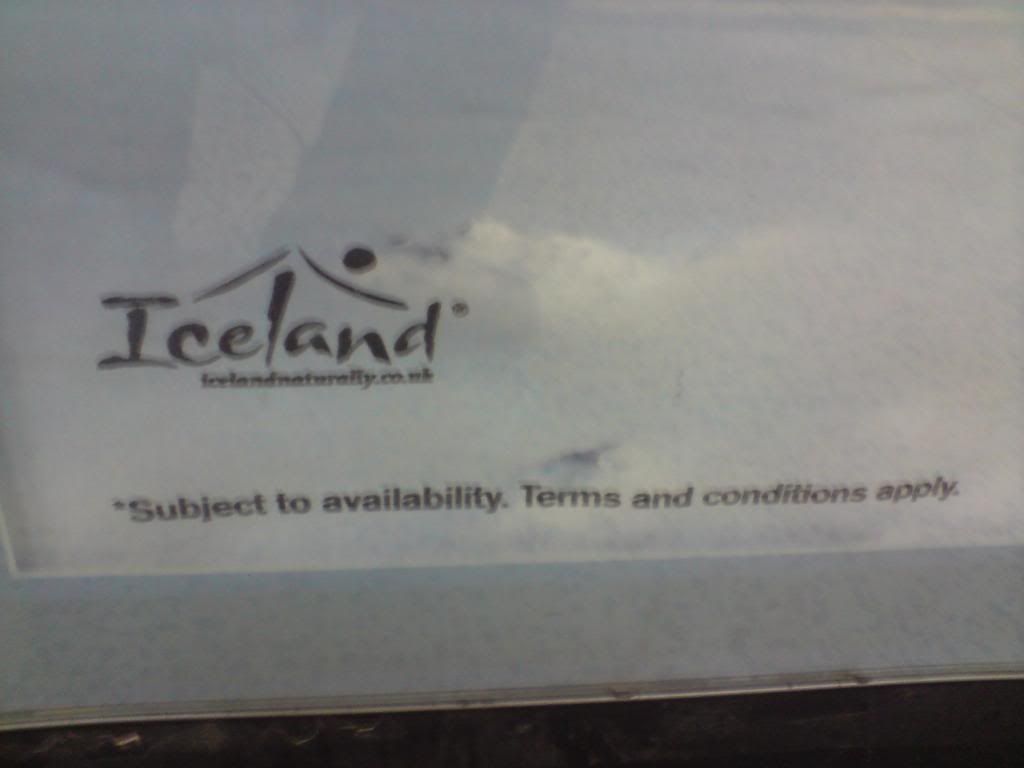 Iceland®
icelandnaturally.co.uk
*Subject to availability. Terms and conditions apply.